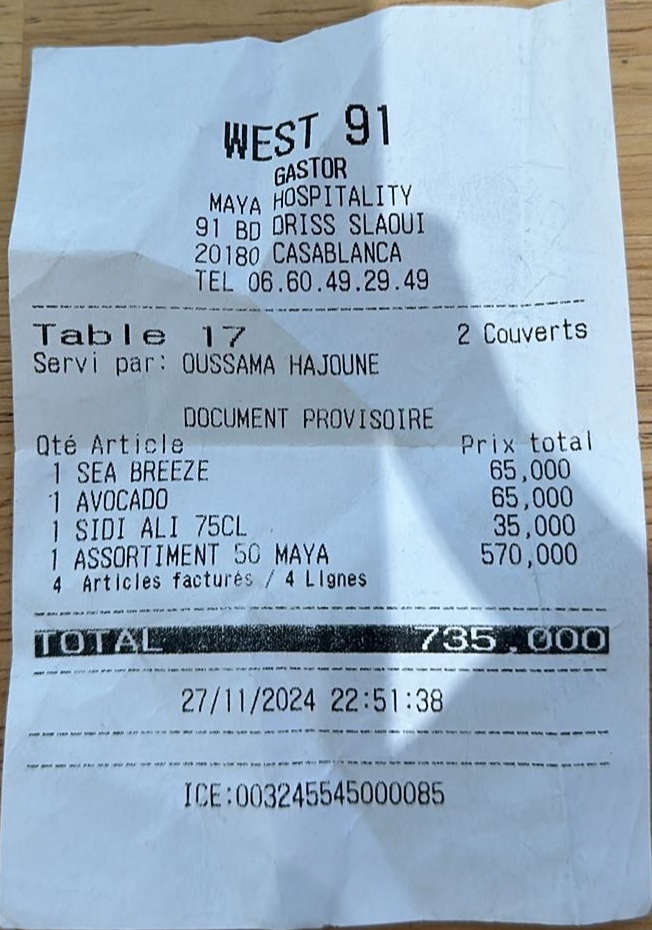 WEST 91
GASTOR
MAYA HOSPITALITY
91 BD DRISS SLAOUI
20180 CASABLANCA
TEL 06.60.49.29.49
Table 17 2 Couverts
Servi par: OUSSAMA HAJOUNE
DOCUMENT PROVISOIRE
Qté Article Prix total
1 SEA BREEZE 65,000
1 AVOCADO 65,000
1 SIDI ALI 75CL 35,000
1 ASSORTIMENT 50 MAYA 570,000
4 Articles facturés / 4 Lignes
TOTAL 735.000
27/11/2024 22:51:38
ICE:003245545000085